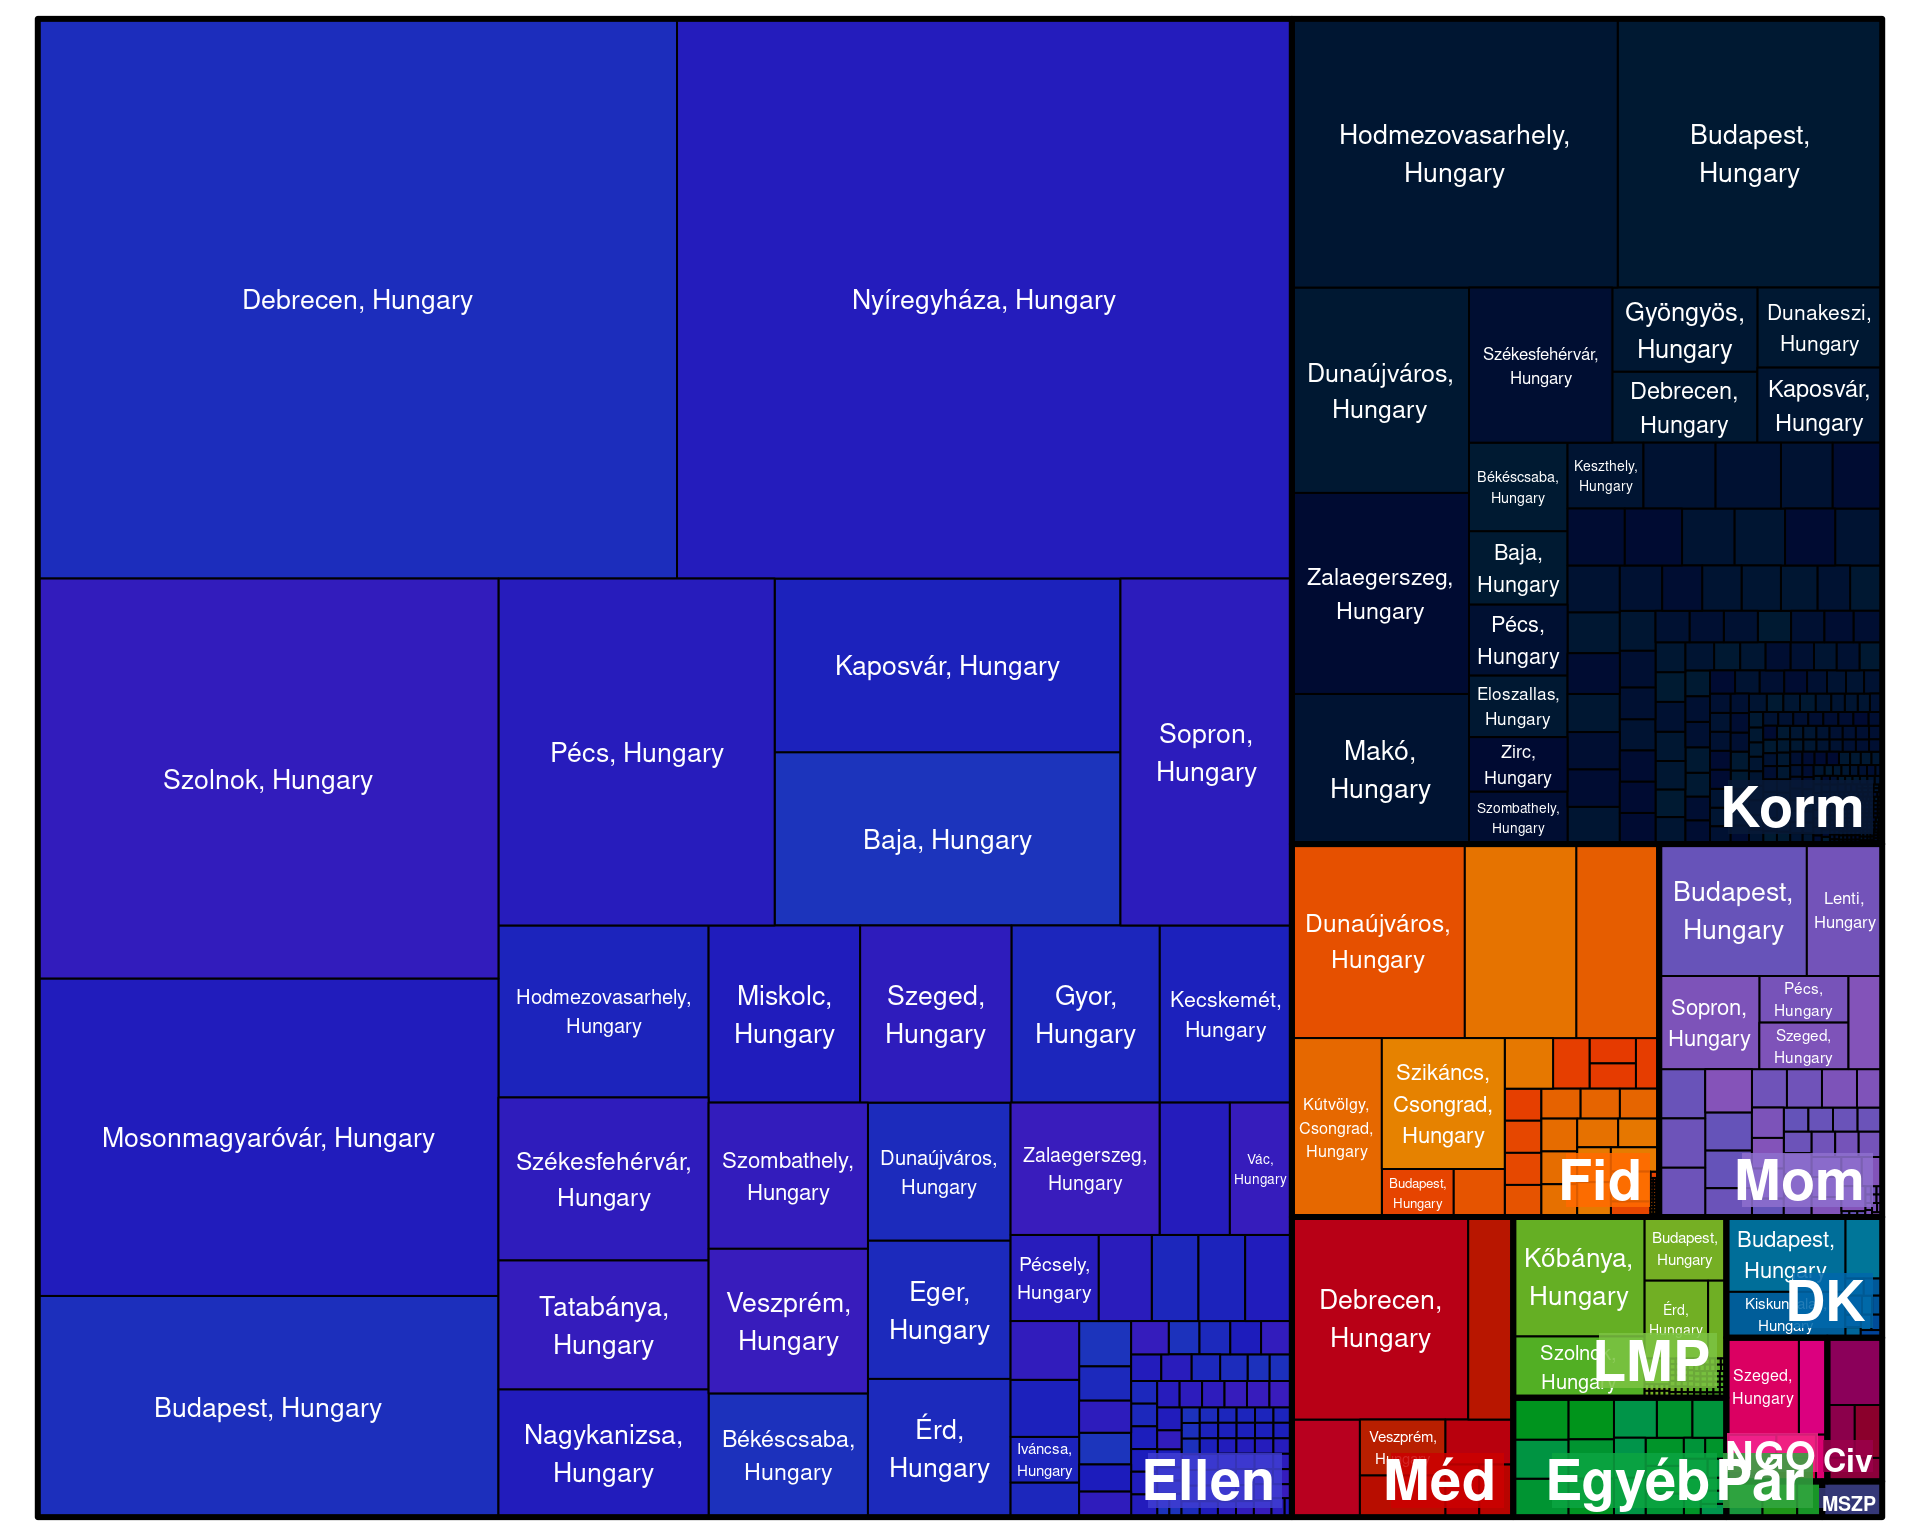 Debrecen, Hungary
Nyíregyháza, Hungary
Szolnok, Hungary
Pécs, Hungary
Kaposvár, Hungary
Baja, Hungary
Sopron,
Hungary
Mosonmagyaróvár, Hungary
Budapest, Hungary
Hodmezovasarhely,
Hungary
Miskolc,
Hungary
Szeged,
Hungary
Gyor,
Hungary
Kecskemét,
Hungary
Székesfehérvár,
Hungary
Szombathely,
Hungary
Dunaújváros,
Hungary
Zalaegerszeg,
Hungary
Vác,
Hungary
Tatabánya,
Hungary
Veszprém,
Hungary
Eger,
Hungary
Pécsely,
Hungary
Nagykanizsa,
Hungary
Békéscsaba,
Hungary
Érd,
Hungary
Iváncsa,
Hungary
Ellen
Hodmezovasarhely,
Hungary
Budapest,
Hungary
Dunaújváros,
Hungary
Székesfehérvár,
Hungary
Gyöngyös,
Hungary
Dunakeszi,
Hungary
Debrecen,
Hungary
Kaposvár,
Hungary
Zalaegerszeg,
Hungary
Békéscsaba,
Hungary
Keszthely,
Hungary
Baja,
Hungary
Pécs,
Hungary
Eloszallas,
Hungary
Makó,
Hungary
Zirc,
Hungary
Szombathely,
Hungary
Korm
Dunaújváros,
Hungary
Kútvölgy,
Csongrad,
Hungary
Szikáncs,
Csongrad,
Hungary
Budapest,
Hungary
Fid
Budapest,
Hungary
Lenti,
Hungary
Sopron,
Hungary
Pécs,
Hungary
Szeged,
Hungary
Mom
Debrecen,
Hungary
Veszprém,
Méd
Kőbánya,
Hungary
Budapest,
Hungary
Érd,
Hungary
Szolnok,
Hungary
LMP
Budapest,
Hungary
Hungary
DK
Szeged,
Hungary
NGO
Civ
Egyéb
Pár
MSZP